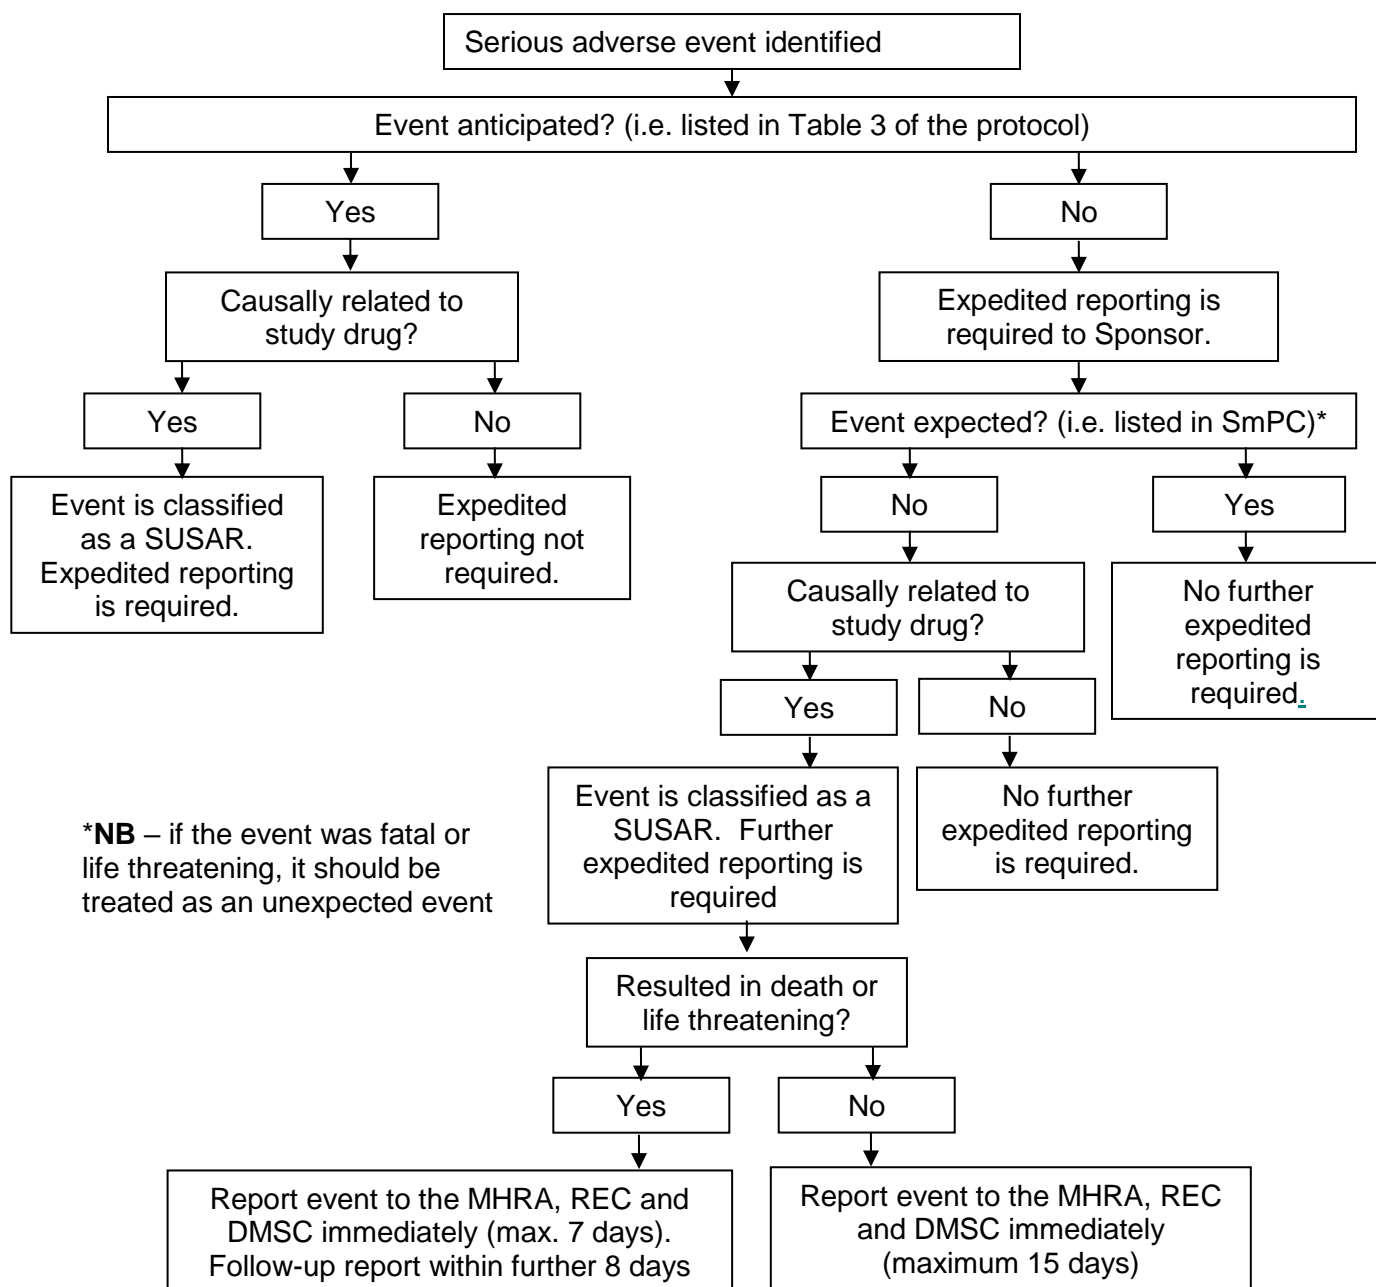 Serious adverse event identified
Event anticipated? (i.e. listed in Table 3 of the protocol)
Yes
No
Causally related to
study drug?
Expedited reporting is
required to Sponsor.
Yes
No
Event expected? (i.e. listed in SmPC)*
Event is classified
as a SUSAR.
Expedited reporting
is required.
Expedited
reporting not
required.
No
Yes
Causally related to
study drug?
No further
expedited
reporting is
required.
Yes
No
Event is classified as a
SUSAR.  Further
expedited reporting is
required
No further
expedited reporting
is required.
*NB – if the event was fatal or
life threatening, it should be
treated as an unexpected event
Resulted in death or
life threatening?
Yes
No
Report event to the MHRA, REC and
DMSC immediately (max. 7 days).
Follow-up report within further 8 days
Report event to the MHRA, REC
and DMSC immediately
(maximum 15 days)